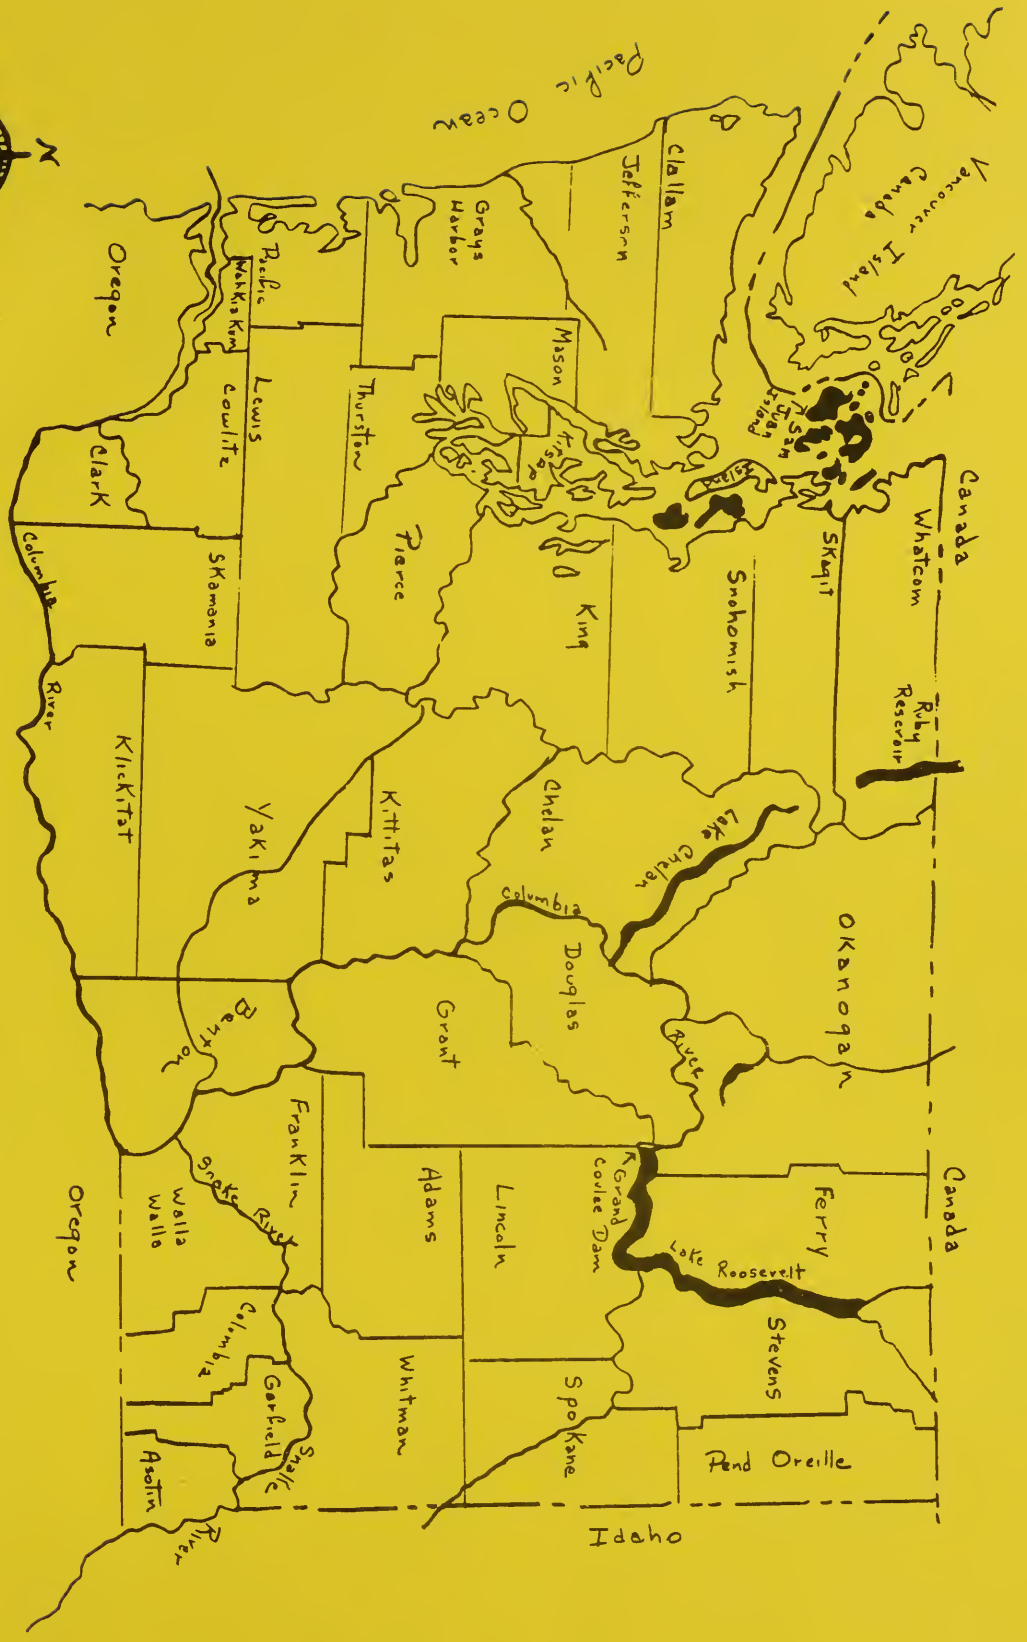 Vancouver
Island
Canada
Canada
Canada
Pacific
Ocean
San
Juan
Island
Island
Whatcom
Ruby
Reservoir
Okanogan
Ferry
Stevens
Pend Oreille
Skagit
Snohomish
Clallam
Jefferson
Grays
Harbor
Mason
Kitsap
King
Chelan
Lake Chelan
Columbia
River
Douglas
Grand
Coulee Dam
Lake Roosevelt
Lincoln
Spokane
Idaho
Pierce
Thurston
Kittitas
Grant
Adams
Whitman
Pacific
Wahkiakum
Lewis
Cowlitz
Yakima
Benton
Franklin
Snake River
Walla
Walla
Columbia
Garfield
Asotin
Snake
River
Clark
Skamania
Klickitat
Columbia
River
Oregon
Oregon
N